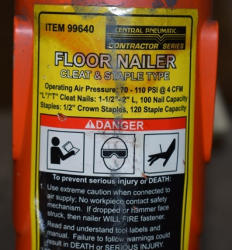 ITEM 99640
CENTRAL PNEUMATIC
CONTRACTOR SERIES
FLOOR NAILER
CLEAT & STAPLE TYPE
Operating Air Pressure: 70 - 110 PSI @ 4 CFM
"L"/"T" Cleat Nails: 1-1/2"-2" L, 100 Nail Capacity
Staples: 1/2" Crown Staples, 120 Staple Capacity
DANGER
To prevent serious injury or DEATH:
1. Use extreme caution when connected to
air supply: No workpiece contact safety
mechanism. If dropped or hammer face
struck, then nailer WILL FIRE fastener.
2. Read and understand tool labels and
manual. Failure to follow warnings could
result in DEATH or SERIOUS INJURY.